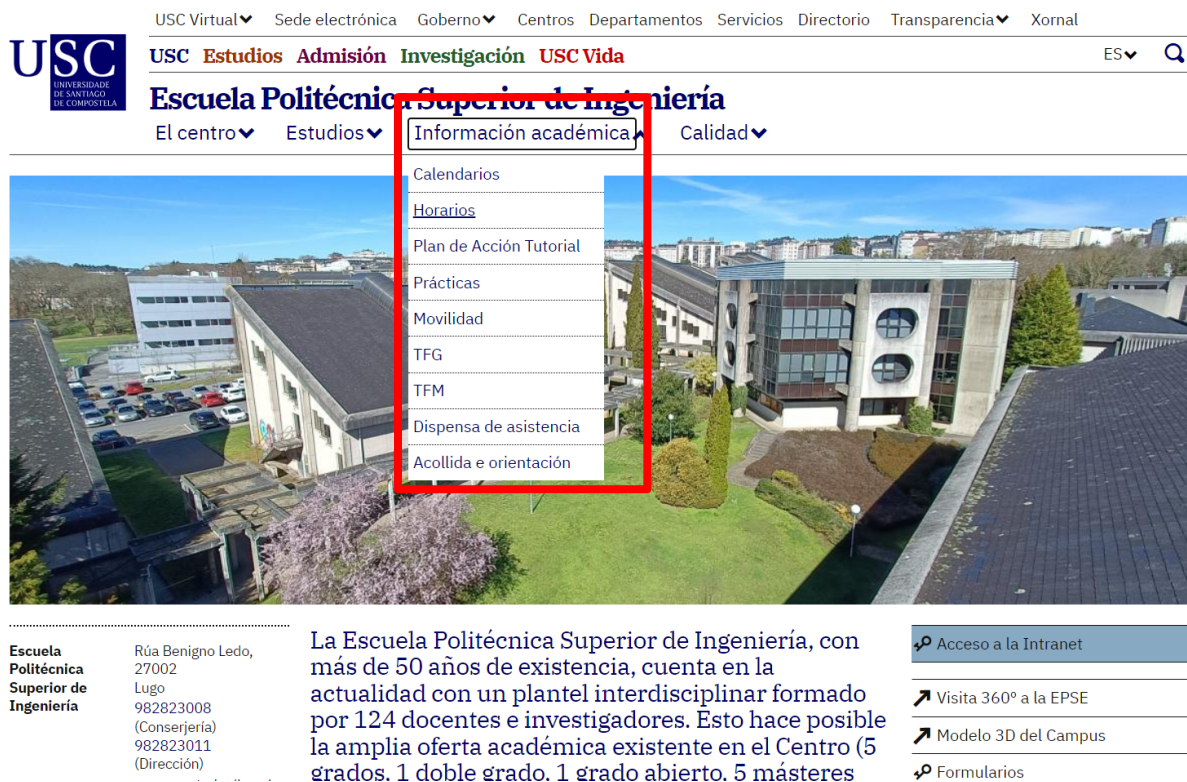 USC Virtual Sede electrónica Goberno Centros Departamentos Servicios Directorio Transparencia Xornal
USC
UNIVERSIDADE
DE SANTIAGO
DE COMPOSTELA
USC Estudios Admisión Investigación USC Vida ES
Escuela Politécnica Superior de Ingeniería
El centro Estudios Información académica Calidad
Calendarios
Horarios
Plan de Acción Tutorial
Prácticas
Movilidad
TFG
TFM
Dispensa de asistencia
Acollida e orientación
Escuela
Politécnica
Superior de
Ingeniería
Rúa Benigno Ledo,
27002
Lugo
982823008
(Conserjería)
982823011
(Dirección)
La Escuela Politécnica Superior de Ingeniería, con
más de 50 años de existencia, cuenta en la
actualidad con un plantel interdisciplinar formado
por 124 docentes e investigadores. Esto hace posible
la amplia oferta académica existente en el Centro (5
grados, 1 doble grado, 1 grado abierto, 5 másteres
Acceso a la Intranet
Visita 360º a la EPSE
Modelo 3D del Campus
Formularios